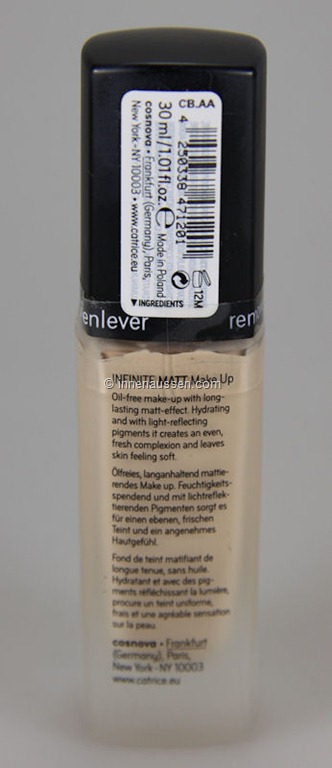 CB.AA
4 250338 471201
30 ml/1.01fl.oz. e Made in Poland
cosnova • Frankfurt (Germany), Paris,
New York-NY 10003 • www.catrice.eu
12M
▼ INGREDIENTS
enlever
rem
INFINITE MATT Make Up
© innenaussen.com
Oil-free make-up with long-
lasting matt-effect. Hydrating
and with light-reflecting
pigments it creates an even,
fresh complexion and leaves
skin feeling soft.
Ölfreies, langanhaltend mattie-
rendes Make up. Feuchtigkeits-
spendend und mit lichtreflek-
tierenden Pigmenten sorgt es
für einen ebenen, frischen
Teint und ein angenehmes
Hautgefühl.
Fond de teint matifiant de
longue tenue, sans huile.
Hydratant et avec des pig-
ments réfléchissant la lumière,
procure un teint uniforme,
frais et une agréable sensation
sur la peau.
cosnova • Frankfurt
(Germany), Paris,
New York - NY 10003
www.catrice.eu